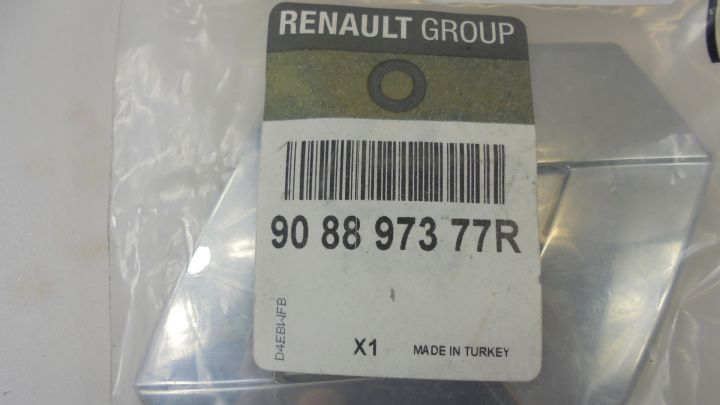 RENAULT GROUP
90 88 973 77R
D4EBWFB
X1 MADE IN TURKEY